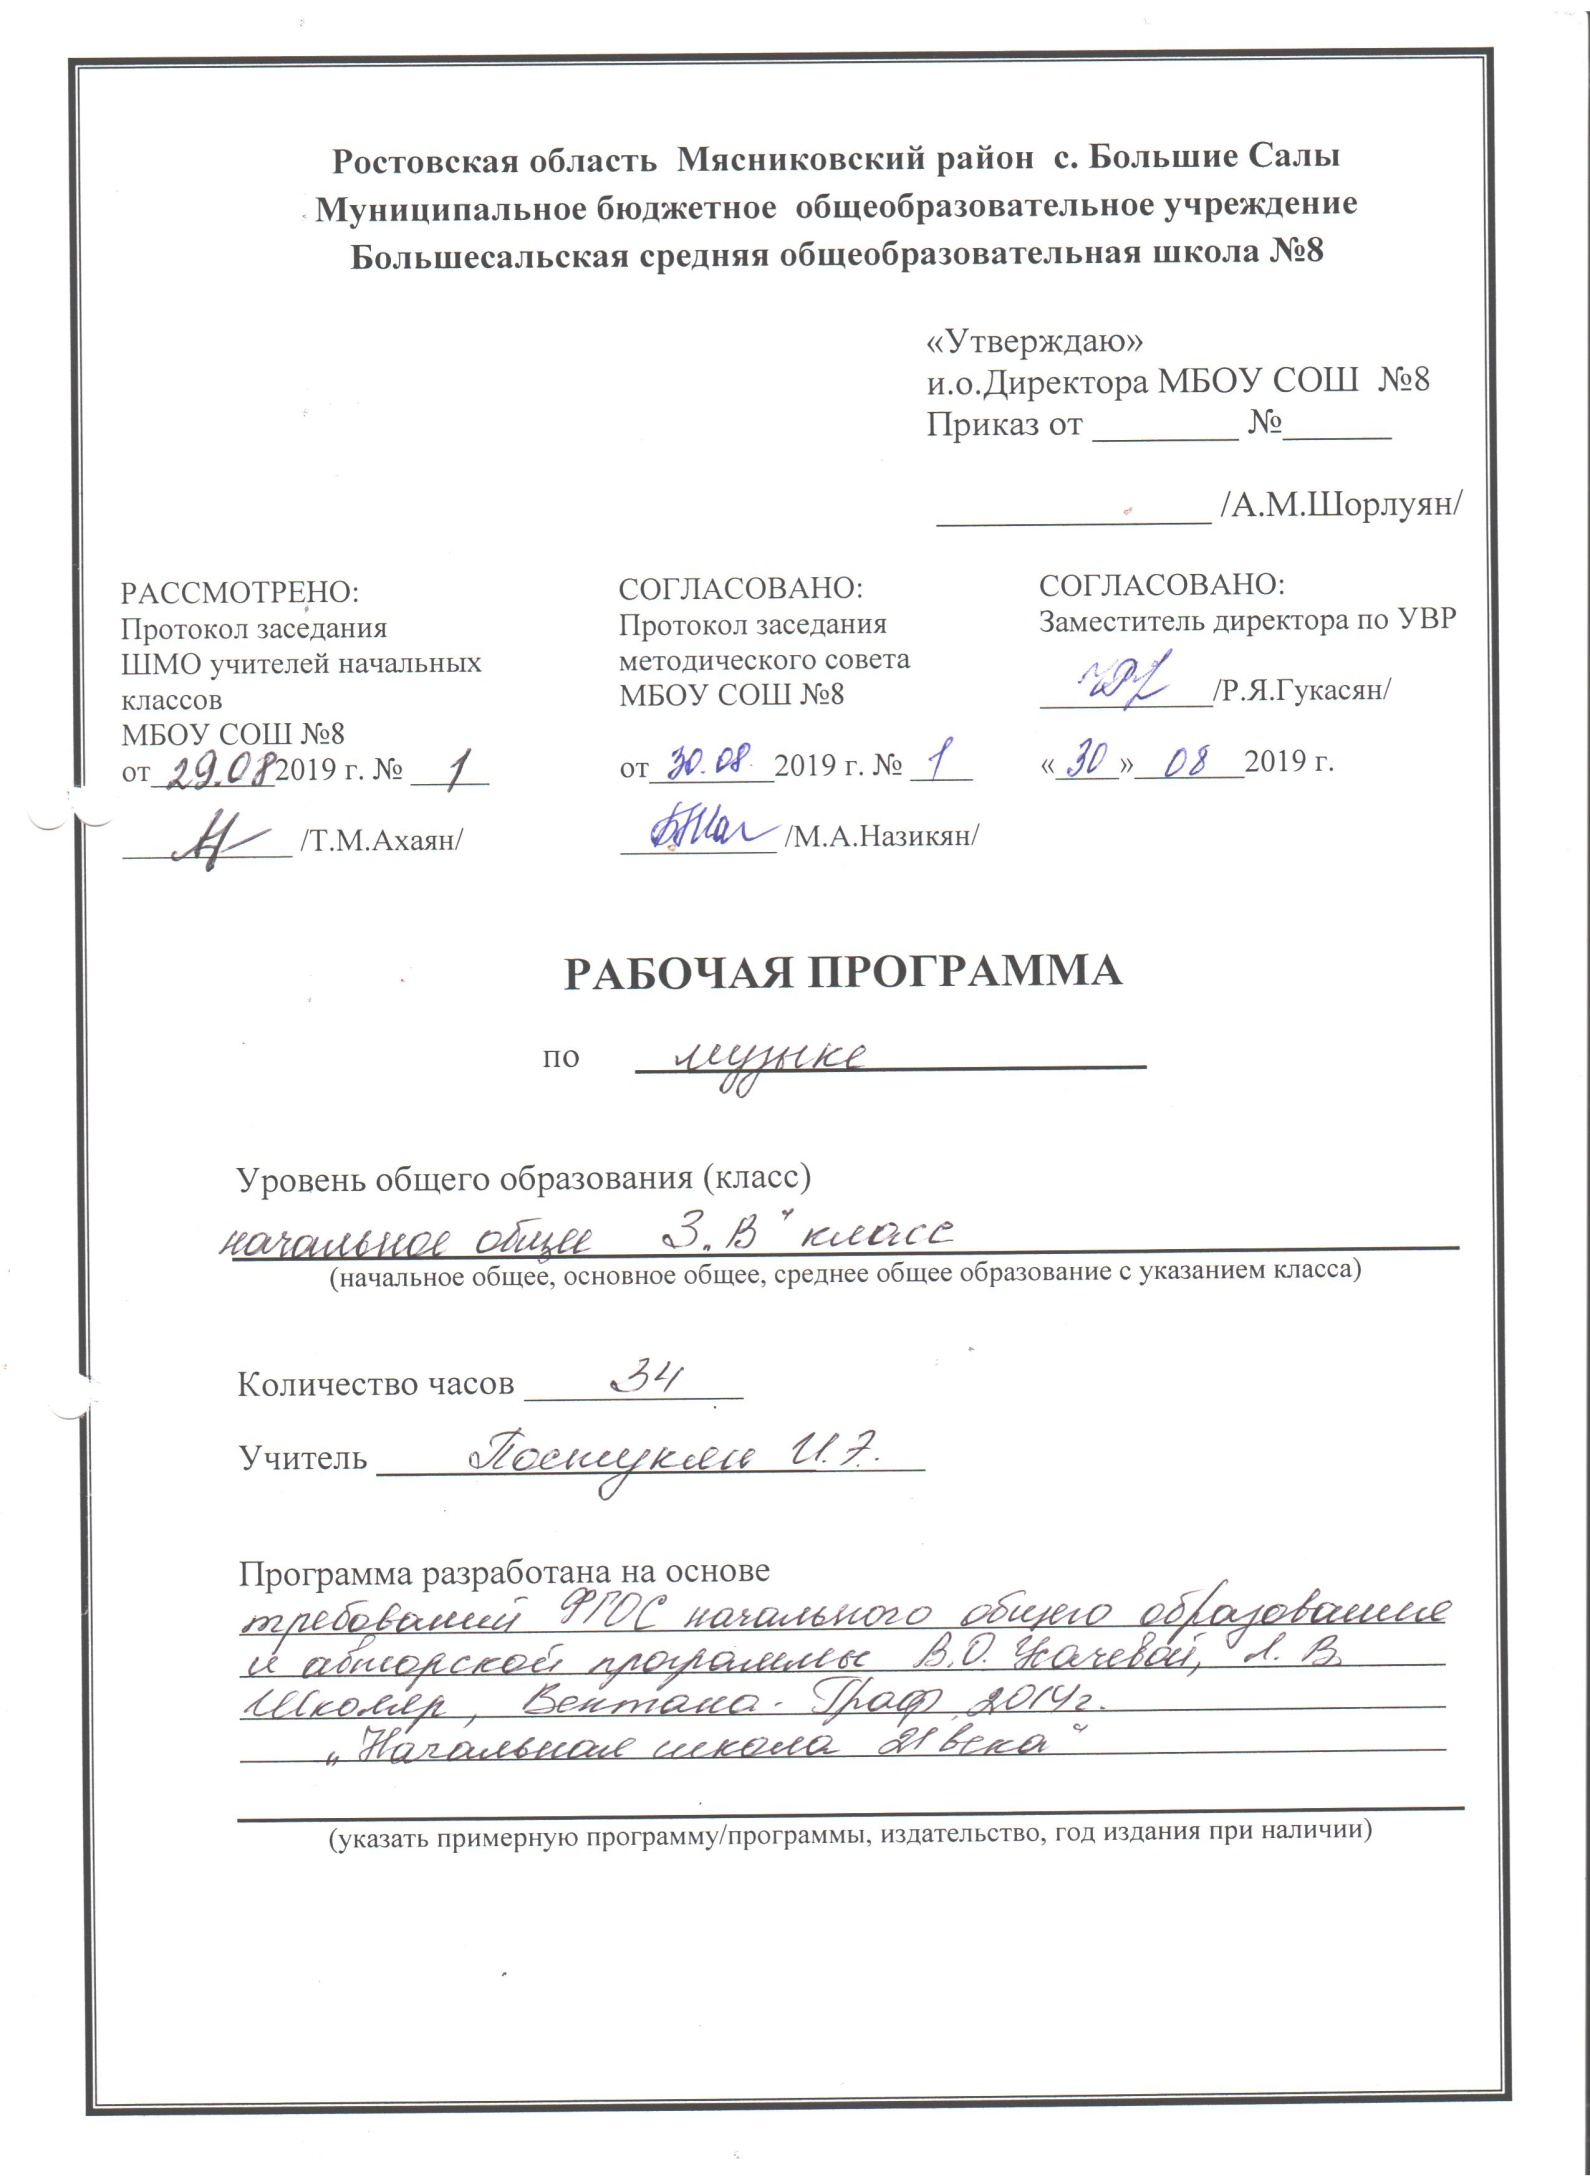 Ростовская область Мясниковский район с. Большие Салы
Муниципальное бюджетное общеобразовательное учреждение
Большесальская средняя общеобразовательная школа №8
«Утверждаю»
и.о.Директора МБОУ СОШ №8
Приказ от ________ №______
_______________ /А.М.Шорлуян/
РАССМОТРЕНО:
Протокол заседания
ШМО учителей начальных
классов
МБОУ СОШ №8
от 29.08 2019 г. № 1
/Т.М.Ахаян/
СОГЛАСОВАНО:
Протокол заседания
методического совета
МБОУ СОШ №8
от 30.08 2019 г. № 1
/М.А.Назикян/
СОГЛАСОВАНО:
Заместитель директора по УВР
/Р.Я.Гукасян/
«30» 08 2019 г.
РАБОЧАЯ ПРОГРАММА
по музыке
Уровень общего образования (класс)
начальное общее 3 „В“ класс
(начальное общее, основное общее, среднее общее образование с указанием класса)
Количество часов 34
Учитель Поступкян И.Э.
Программа разработана на основе
требований ФГОС начального общего образования
и авторской программы В.О. Усачевой, Л. В.
Школяр, Вентана-Граф, 2014г.
„Начальная школа 21 века“
(указать примерную программу/программы, издательство, год издания при наличии)